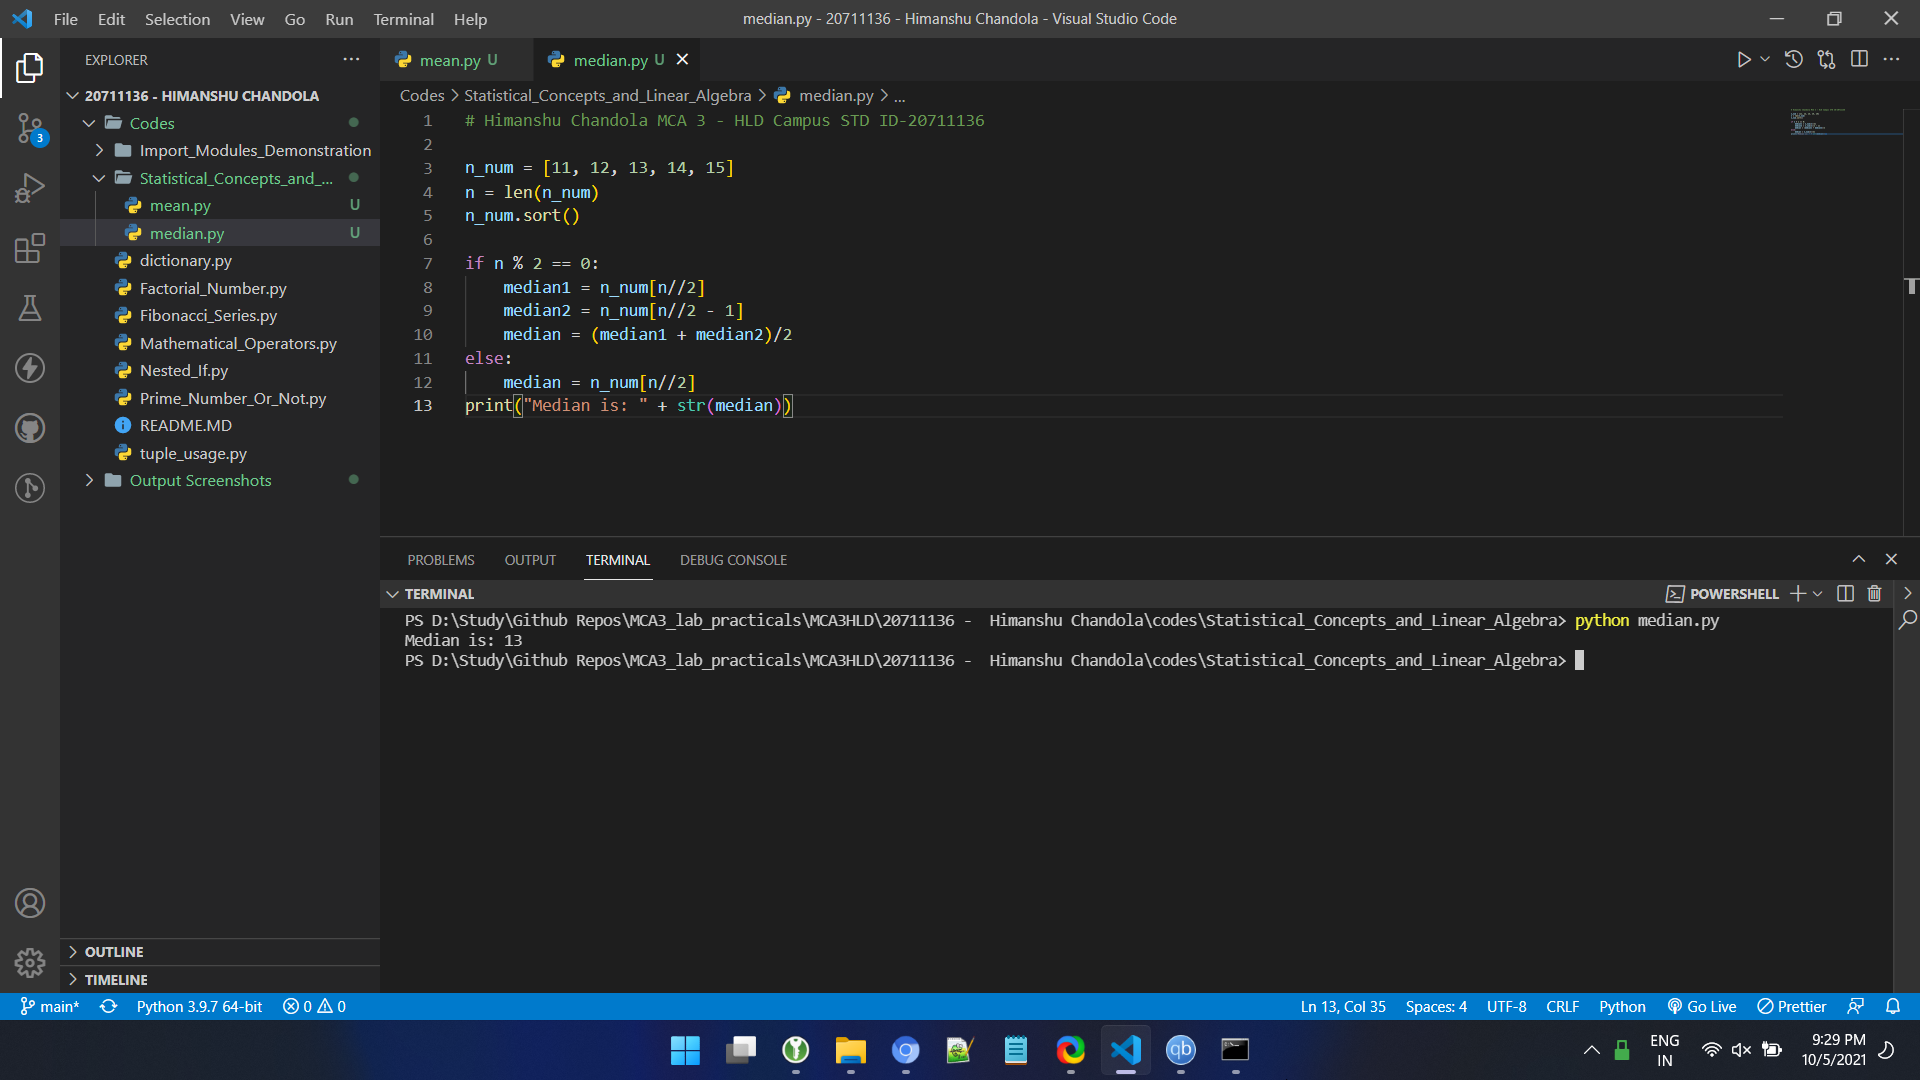 File Edit Selection View Go Run Terminal Help
median.py - 20711136 - Himanshu Chandola - Visual Studio Code
EXPLORER
mean.py U
median.py U
20711136 - HIMANSHU CHANDOLA
Codes
Import_Modules_Demonstration
Statistical_Concepts_and_...
mean.py U
median.py U
dictionary.py
Factorial_Number.py
Fibonacci_Series.py
Mathematical_Operators.py
Nested_If.py
Prime_Number_Or_Not.py
README.MD
tuple_usage.py
Output Screenshots
OUTLINE
TIMELINE
3
Codes > Statistical_Concepts_and_Linear_Algebra > median.py > ...
1 # Himanshu Chandola MCA 3 - HLD Campus STD ID-20711136
2
3 n_num = [11, 12, 13, 14, 15]
4 n = len(n_num)
5 n_num.sort()
6
7 if n % 2 == 0:
8 median1 = n_num[n//2]
9 median2 = n_num[n//2 - 1]
10 median = (median1 + median2)/2
11 else:
12 median = n_num[n//2]
13 print("Median is: " + str(median))
PROBLEMS OUTPUT TERMINAL DEBUG CONSOLE
TERMINAL
POWERSHELL
PS D:\Study\Github Repos\MCA3_lab_practicals\MCA3HLD\20711136 -  Himanshu Chandola\codes\Statistical_Concepts_and_Linear_Algebra> python median.py
Median is: 13
PS D:\Study\Github Repos\MCA3_lab_practicals\MCA3HLD\20711136 -  Himanshu Chandola\codes\Statistical_Concepts_and_Linear_Algebra>
main* Python 3.9.7 64-bit 0 0 Ln 13, Col 35 Spaces: 4 UTF-8 CRLF Python Go Live Prettier
qb
ENG
IN
9:29 PM
10/5/2021